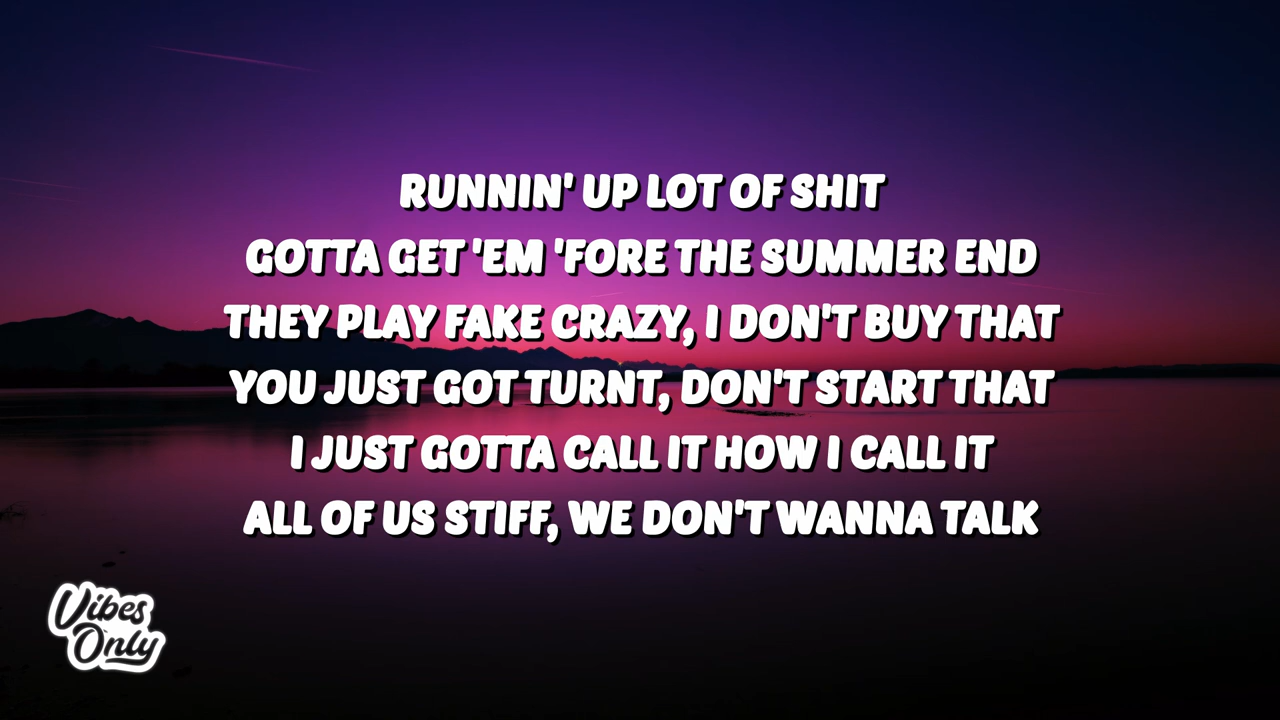 RUNNIN' UP LOT OF SHIT
GOTTA GET 'EM 'FORE THE SUMMER END
THEY PLAY FAKE CRAZY, I DON'T BUY THAT
YOU JUST GOT TURNT, DON'T START THAT
I JUST GOTTA CALL IT HOW I CALL IT
ALL OF US STIFF, WE DON'T WANNA TALK
Vibes
Only